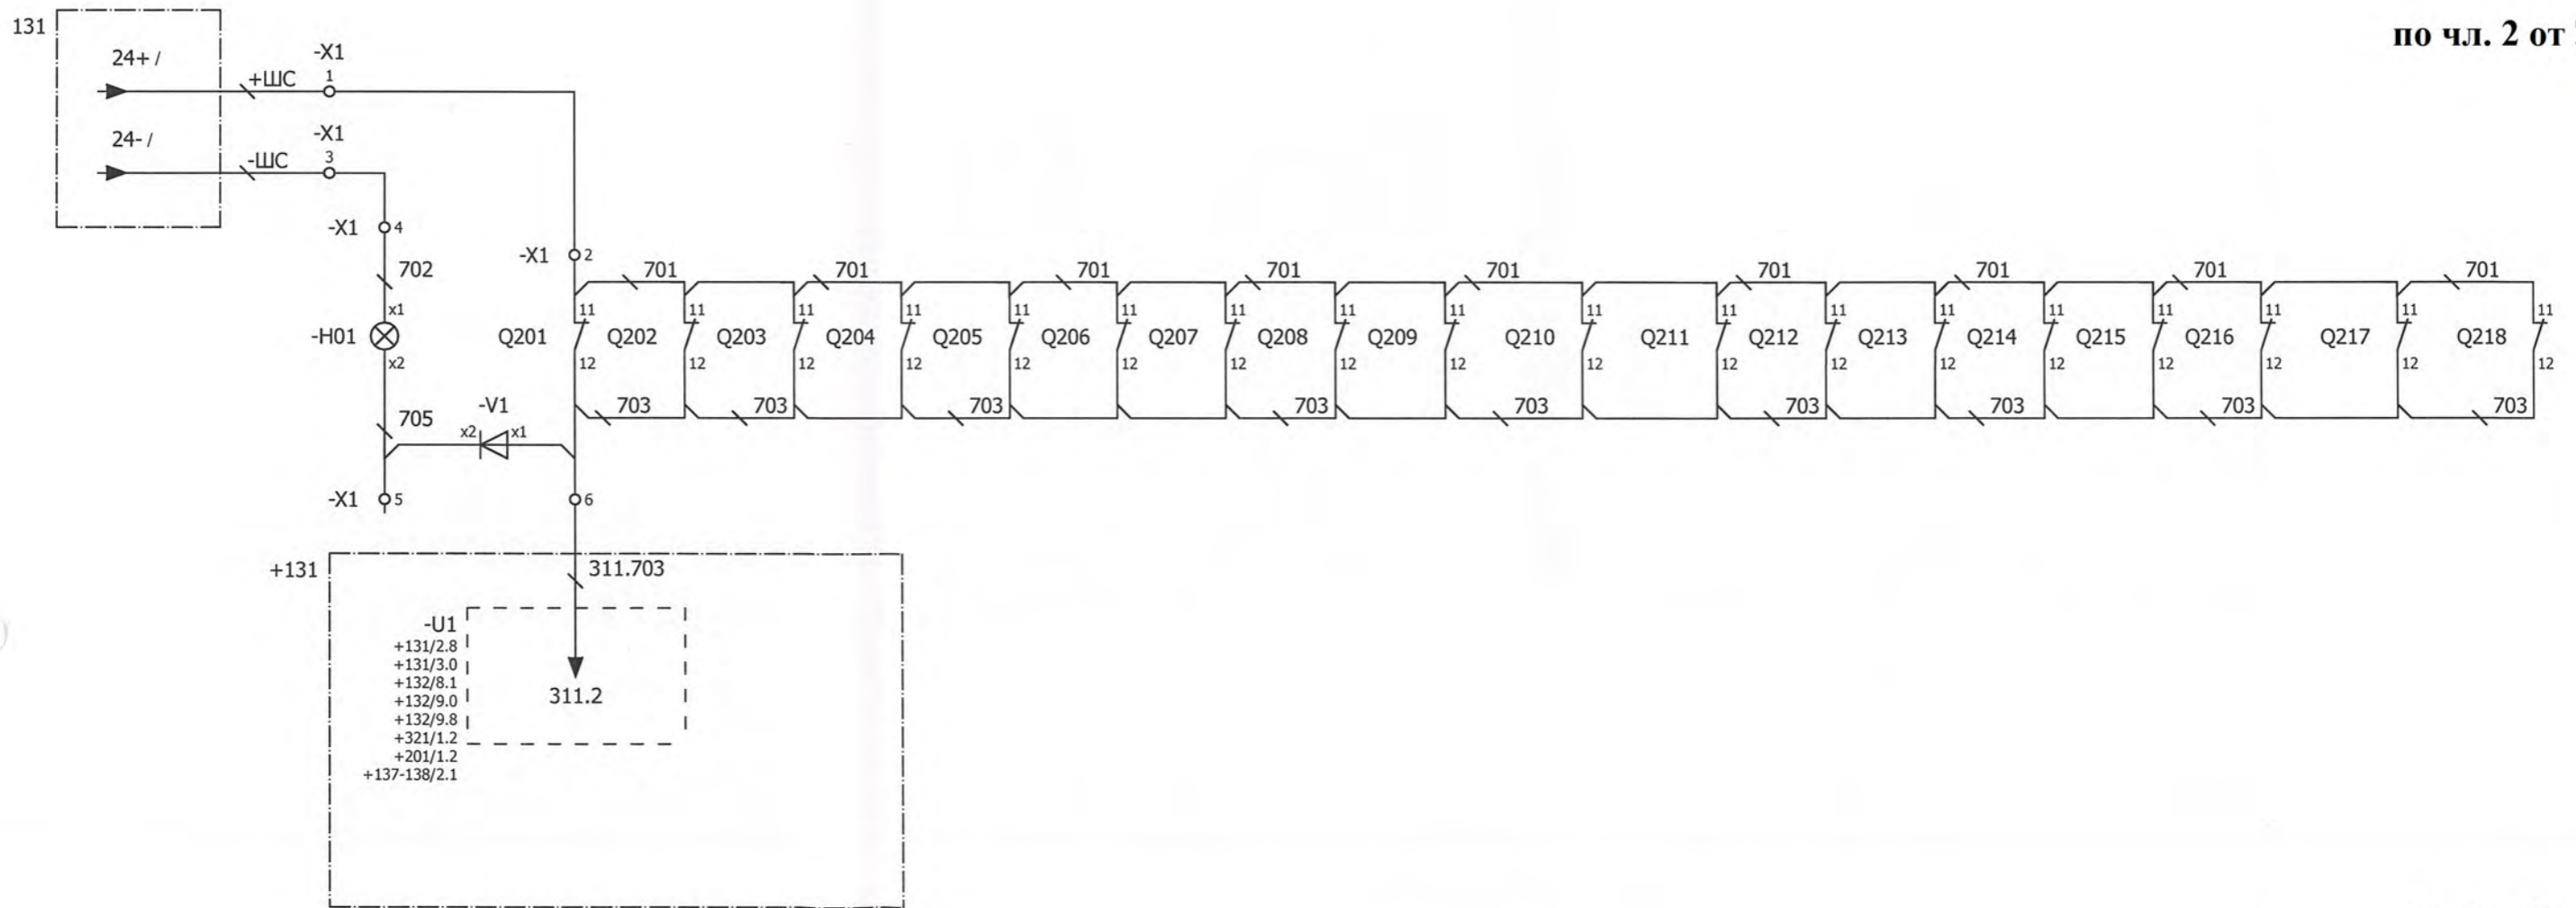 131
по чл. 2 от
24+ /
+ШС
-X1
1
24- /
-ШС
-X1
3
-X1
4
702
-X1
2
701
701
701
701
701
701
701
701
701
x1
-H01
x2
Q201
11
12
Q202
11
12
Q203
11
12
Q204
11
12
Q205
11
12
Q206
11
12
Q207
11
12
Q208
11
12
Q209
11
12
Q210
11
12
Q211
11
12
Q212
11
12
Q213
11
12
Q214
11
12
Q215
11
12
Q216
11
12
Q217
11
12
Q218
11
12
703
703
703
703
703
703
703
703
703
705
-V1
x2
x1
-X1
5
6
+131
311.703
-U1
+131/2.8
+131/3.0
+132/8.1
+132/9.0
+132/9.8
+321/1.2
+201/1.2
+137-138/2.1
311.2